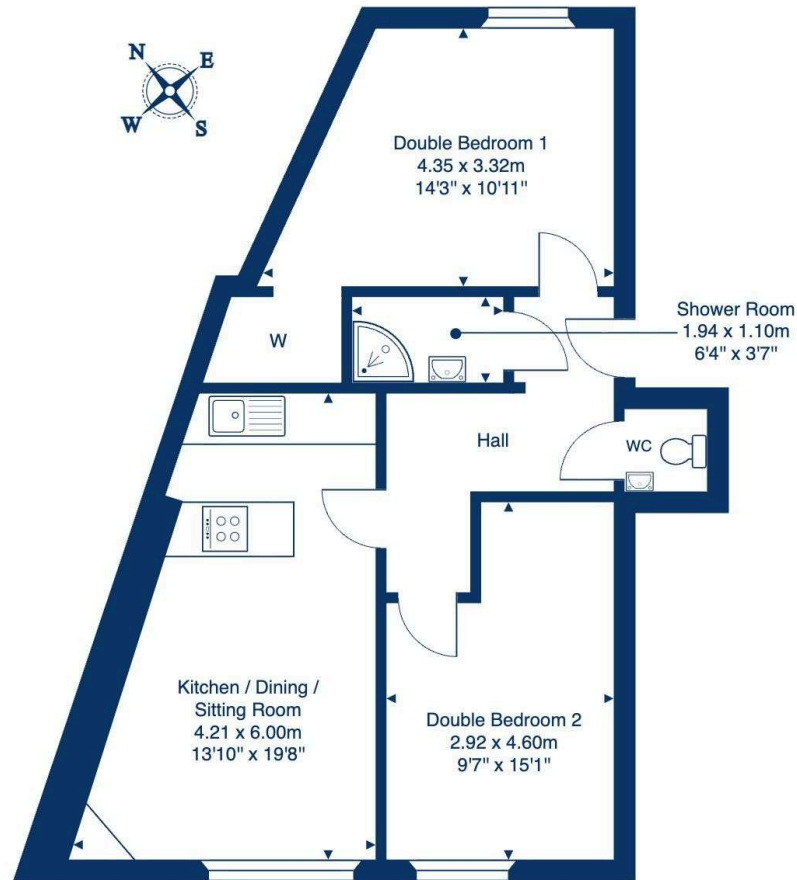 N
E
W
S
Double Bedroom 1
4.35 x 3.32m
14'3" x 10'11"
Shower Room
1.94 x 1.10m
6'4" x 3'7"
W
Hall
WC
Kitchen / Dining /
Sitting Room
4.21 x 6.00m
13'10" x 19'8"
Double Bedroom 2
2.92 x 4.60m
9'7" x 15'1"